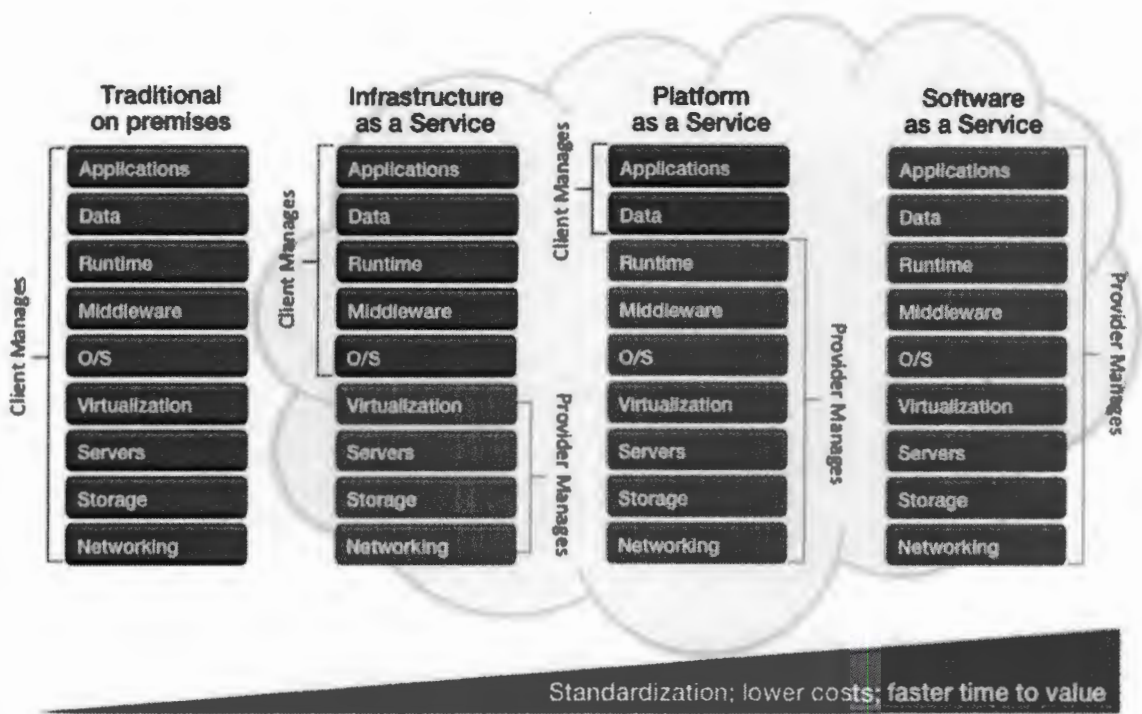 Traditional
on premises
Client Manages
Applications
Data
Runtime
Middleware
O/S
Virtualization
Servers
Storage
Networking
Infrastructure
as a Service
Client Manages
Applications
Data
Runtime
Middleware
O/S
Virtualization
Servers
Storage
Networking
Provider Manages
Platform
as a Service
Client Manages
Applications
Data
Runtime
Middleware
O/S
Virtualization
Servers
Storage
Networking
Provider Manages
Software
as a Service
Applications
Data
Runtime
Middleware
O/S
Virtualization
Servers
Storage
Networking
Provider Manages
Standardization; lower costs; faster time to value